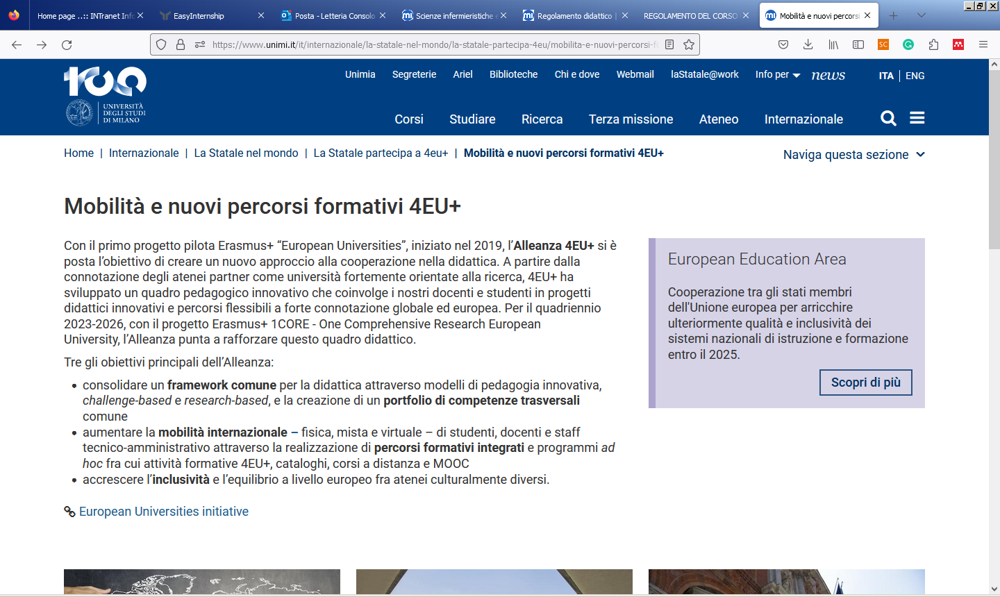 Home page ..:: INTranet Info
EasyInternship
Posta - Letteria Consolo
Scienze infermieristiche e
Regolamento didattico |
REGOLAMENTO DEL CORSO
Mobilità e nuovi percorsi
https://www.unimi.it/it/internazionale/la-statale-nel-mondo/la-statale-partecipa-4eu/mobilita-e-nuovi-percorsi-f
100
UNIVERSITÀ
DEGLI STUDI
DI MILANO
Unimia Segreterie Ariel Biblioteche Chi e dove Webmail laStatale@work Info per news ITA | ENG
Corsi Studiare Ricerca Terza missione Ateneo Internazionale
Home | Internazionale | La Statale nel mondo | La Statale partecipa a 4eu+ | Mobilità e nuovi percorsi formativi 4EU+
Naviga questa sezione
Mobilità e nuovi percorsi formativi 4EU+
Con il primo progetto pilota Erasmus+ “European Universities”, iniziato nel 2019, l’Alleanza 4EU+ si è
posta l’obiettivo di creare un nuovo approccio alla cooperazione nella didattica. A partire dalla
connotazione degli atenei partner come università fortemente orientate alla ricerca, 4EU+ ha
sviluppato un quadro pedagogico innovativo che coinvolge i nostri docenti e studenti in progetti
didattici innovativi e percorsi flessibili a forte connotazione globale ed europea. Per il quadriennio
2023-2026, con il progetto Erasmus+ 1CORE - One Comprehensive Research European
University, l’Alleanza punta a rafforzare questo quadro didattico.
Tre gli obiettivi principali dell’Alleanza:
• consolidare un framework comune per la didattica attraverso modelli di pedagogia innovativa,
challenge-based e research-based, e la creazione di un portfolio di competenze trasversali
comune
• aumentare la mobilità internazionale – fisica, mista e virtuale – di studenti, docenti e staff
tecnico-amministrativo attraverso la realizzazione di percorsi formativi integrati e programmi ad
hoc fra cui attività formative 4EU+, cataloghi, corsi a distanza e MOOC
• accrescere l’inclusività e l’equilibrio a livello europeo fra atenei culturalmente diversi.
European Universities initiative
European Education Area
Cooperazione tra gli stati membri
dell'Unione europea per arricchire
ulteriormente qualità e inclusività dei
sistemi nazionali di istruzione e formazione
entro il 2025.
Scopri di più